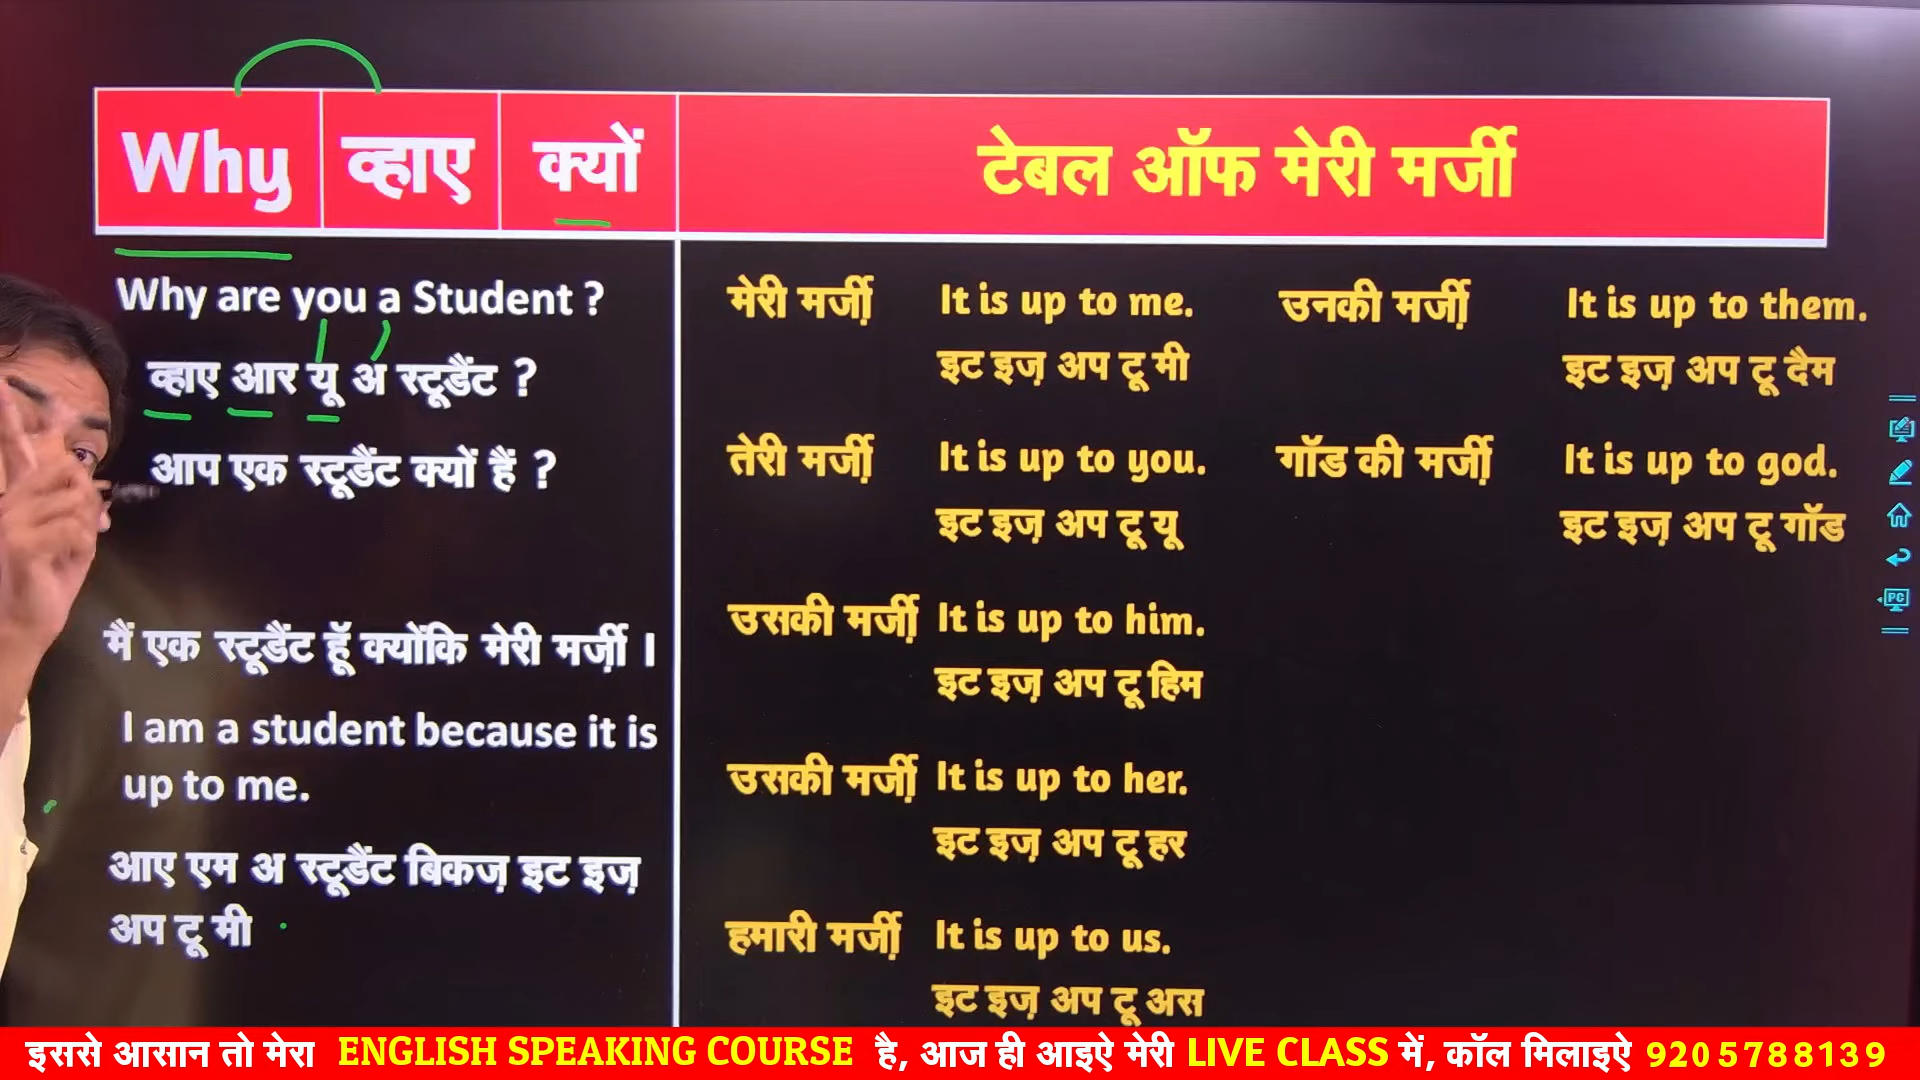 Why व्हाए क्यों टेबल ऑफ मेरी मर्जी
Why are you a Student ?
व्हाए आर यू अ स्टूडैंट ?
आप एक स्टूडैंट क्यों हैं ?
मैं एक स्टूडैंट हूँ क्योंकि मेरी मर्ज़ी ।
I am a student because it is
up to me.
आए एम अ स्टूडैंट बिकज़ इट इज़
अप टू मी
मेरी मर्ज़ी It is up to me.
इट इज़ अप टू मी
तेरी मर्ज़ी It is up to you.
इट इज़ अप टू यू
उसकी मर्ज़ी It is up to him.
इट इज़ अप टू हिम
उसकी मर्ज़ी It is up to her.
इट इज़ अप टू हर
हमारी मर्ज़ी It is up to us.
इट इज़ अप टू अस
उनकी मर्ज़ी It is up to them.
इट इज़ अप टू दैम
गॉड की मर्ज़ी It is up to god.
इट इज़ अप टू गॉड
PC
इससे आसान तो मेरा ENGLISH SPEAKING COURSE है, आज ही आइऐ मेरी LIVE CLASS में, कॉल मिलाइऐ 9205788139